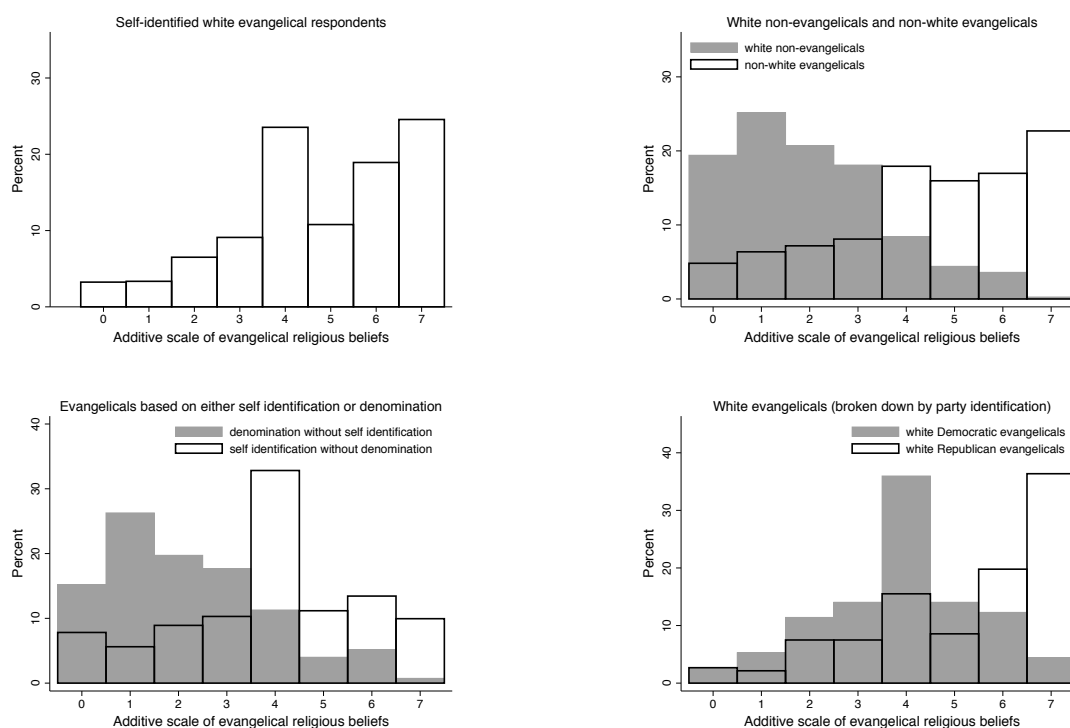 Self-identified white evangelical respondents
Percent
30
20
10
0
0 1 2 3 4 5 6 7
Additive scale of evangelical religious beliefs
White non-evangelicals and non-white evangelicals
white non-evangelicals
non-white evangelicals
Percent
30
20
10
0
0 1 2 3 4 5 6 7
Additive scale of evangelical religious beliefs
Evangelicals based on either self identification or denomination
denomination without self identification
self identification without denomination
Percent
40
30
20
10
0
0 1 2 3 4 5 6 7
Additive scale of evangelical religious beliefs
White evangelicals (broken down by party identification)
white Democratic evangelicals
white Republican evangelicals
Percent
40
30
20
10
0
0 1 2 3 4 5 6 7
Additive scale of evangelical religious beliefs